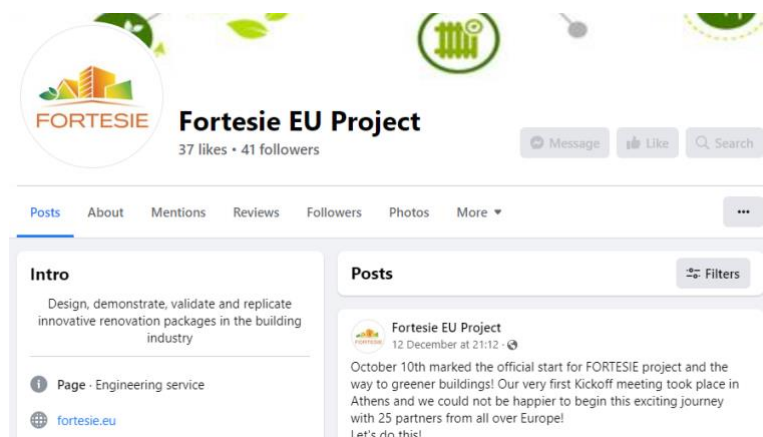 FORTESIE
Fortesie EU Project
37 likes • 41 followers
Message
Like
Search
Posts
About
Mentions
Reviews
Followers
Photos
More
Intro
Design, demonstrate, validate and replicate
innovative renovation packages in the building
industry
Page · Engineering service
fortesie.eu
Posts
Filters
FORTESIE
Fortesie EU Project
12 December at 21:12 ·
October 10th marked the official start for FORTESIE project and the
way to greener buildings! Our very first Kickoff meeting took place in
Athens and we could not be happier to begin this exciting journey
with 25 partners from all over Europe!
Let's do this!